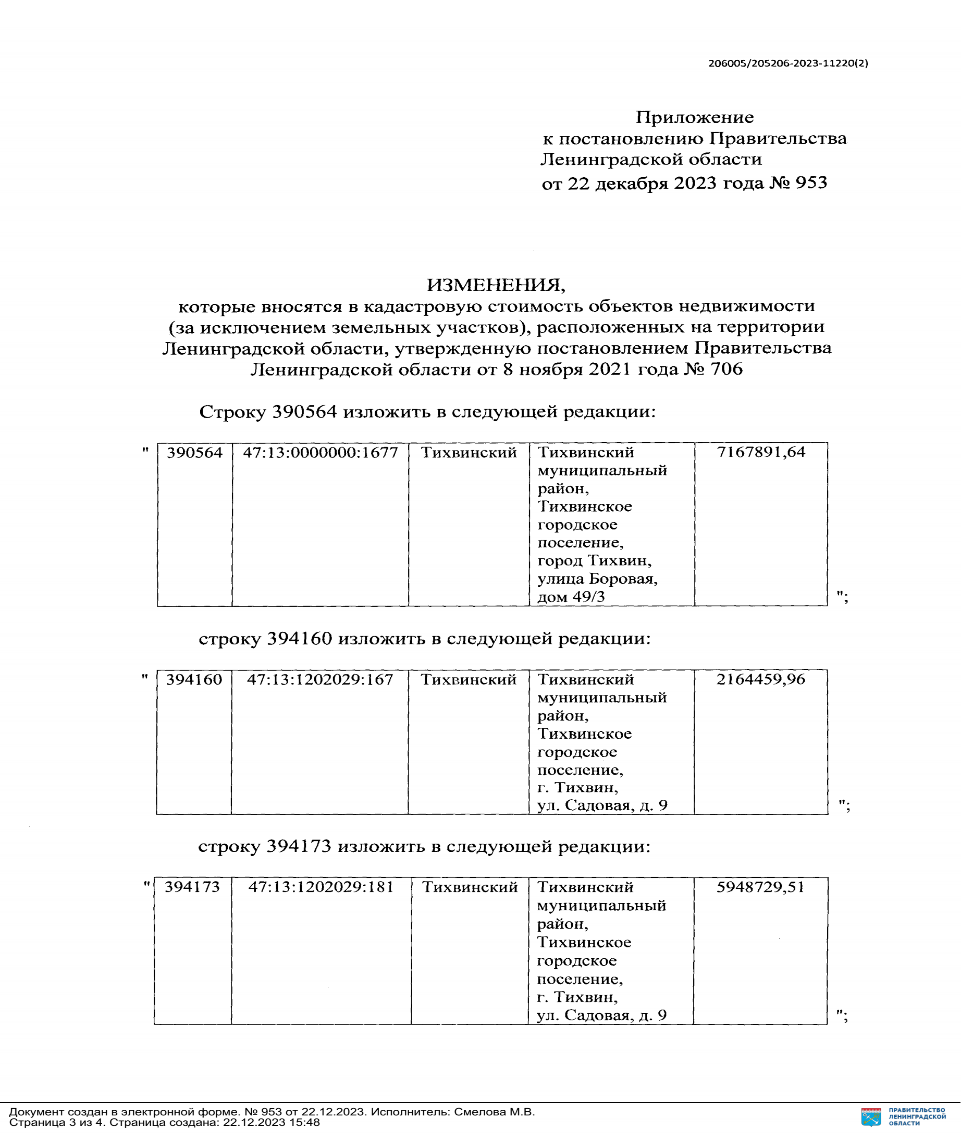 206005/205206-2023-11220(2)
Приложение
к постановлению Правительства
Ленинградской области
от 22 декабря 2023 года № 953
ИЗМЕНЕНИЯ,
которые вносятся в кадастровую стоимость объектов недвижимости
(за исключением земельных участков), расположенных на территории
Ленинградской области, утвержденную постановлением Правительства
Ленинградской области от 8 ноября 2021 года № 706
Строку 390564 изложить в следующей редакции:
" 390564 47:13:0000000:1677 Тихвинский Тихвинский 7167891,64
муниципальный
район,
Тихвинское
городское
поселение,
город Тихвин,
улица Боровая,
дом 49/3 ";
строку 394160 изложить в следующей редакции:
" 394160 47:13:1202029:167 Тихвинский Тихвинский 2164459,96
муниципальный
район,
Тихвинское
городское
поселение,
г. Тихвин,
ул. Садовая, д. 9 ";
строку 394173 изложить в следующей редакции:
" 394173 47:13:1202029:181 Тихвинский Тихвинский 5948729,51
муниципальный
район,
Тихвинское
городское
поселение,
г. Тихвин,
ул. Садовая, д. 9 ";
Документ создан в электронной форме. № 953 от 22.12.2023. Исполнитель: Смелова М.В.
Страница 3 из 4. Страница создана: 22.12.2023 15:48
ПРАВИТЕЛЬСТВО
ЛЕНИНГРАДСКОЙ
ОБЛАСТИ